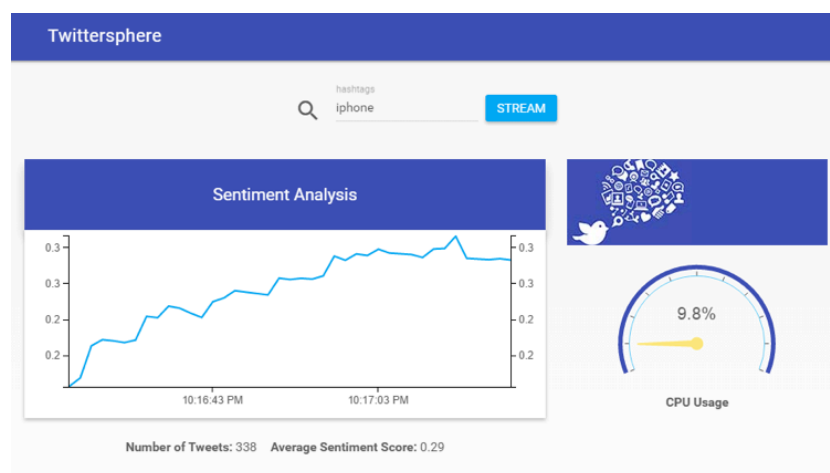 Twittersphere
hashtags
iphone
STREAM
Sentiment Analysis
0.3
0.3
0.2
0.2
0.3
0.3
0.2
0.2
10:16:43 PM
10:17:03 PM
Number of Tweets: 338 Average Sentiment Score: 0.29
9.8%
CPU Usage